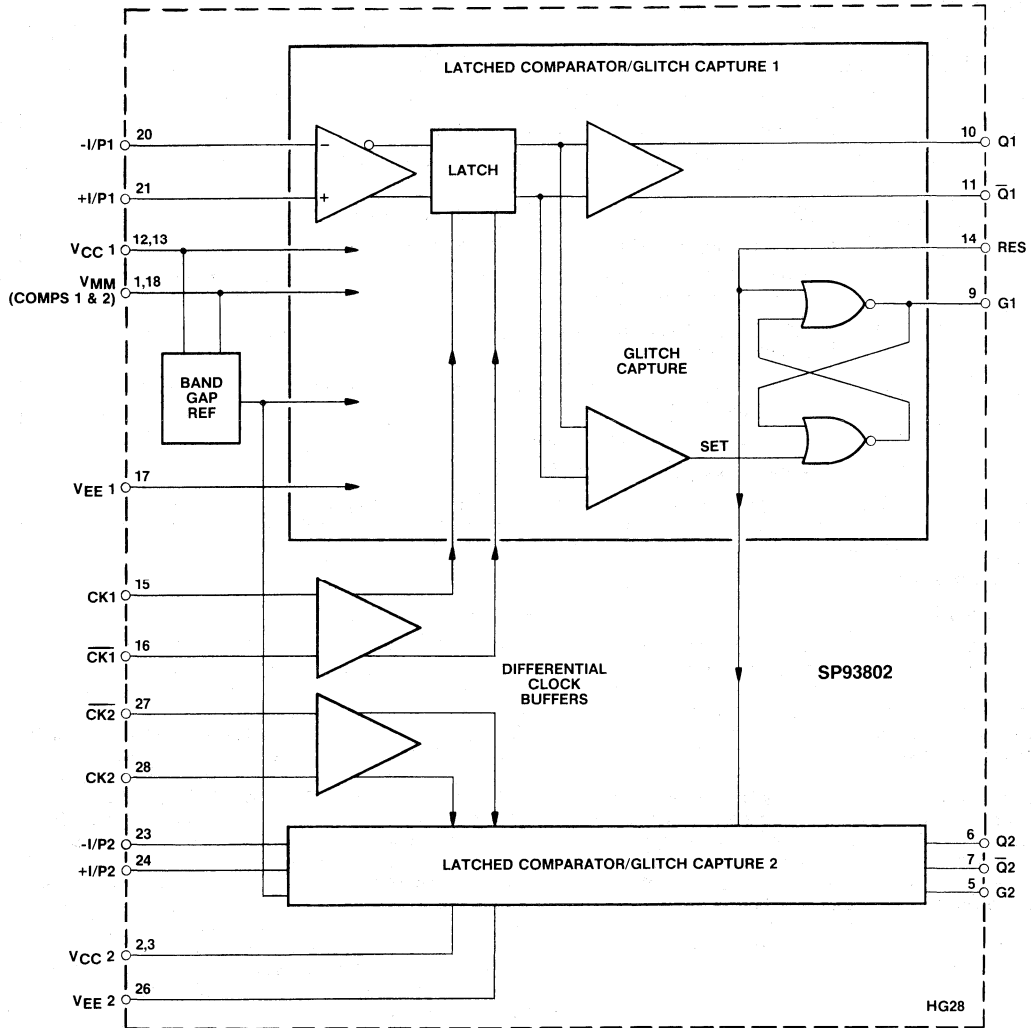 LATCHED COMPARATOR/GLITCH CAPTURE 1
-I/P1 20
+I/P1 21
VCC 1 12,13
VMM 1,18
(COMPS 1 & 2)
−
+
LATCH
10 Q1
11 Q̅1
14 RES
9 G1
BAND
GAP
REF
GLITCH
CAPTURE
SET
VEE 1 17
CK1 15
C̅K̅1̅ 16
C̅K̅2̅ 27
CK2 28
DIFFERENTIAL
CLOCK
BUFFERS
SP93802
-I/P2 23
+I/P2 24
LATCHED COMPARATOR/GLITCH CAPTURE 2
6 Q2
7 Q̅2
5 G2
VCC 2 2,3
VEE 2 26
HG28